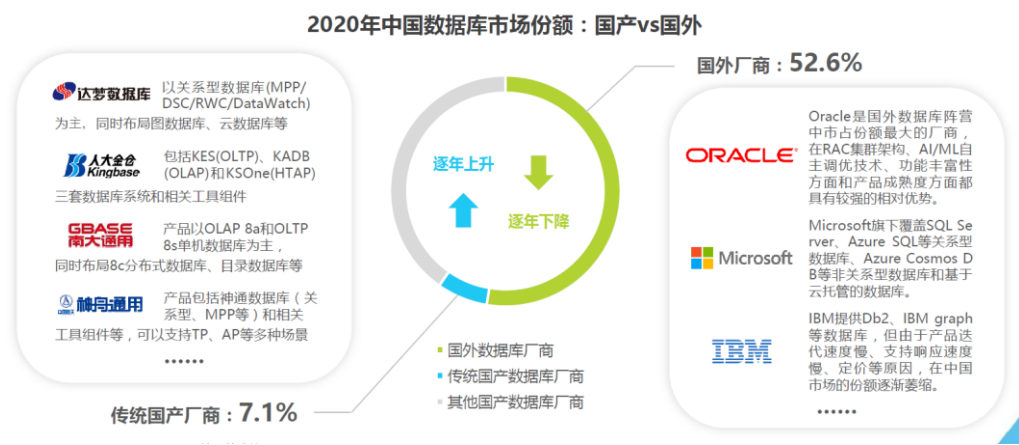 2020年中国数据库市场份额：国产vs国外
达梦数据库
以关系型数据库(MPP/
DSC/RWC/DataWatch)
为主，同时布局图数据库、云数据库等
人大金仓
Kingbase
包括KES(OLTP)、KADB
(OLAP)和KSOne(HTAP)
三套数据库系统和相关工具组件
GBASE
南大通用
产品以OLAP 8a和OLTP
8s单机数据库为主，
同时布局8c分布式数据库、目录数据库等
神舟通用
产品包括神通数据库（关
系型、MPP等）和相关
工具组件等，可以支持TP、AP等多种场景
······
传统国产厂商：7.1%
逐年上升
逐年下降
国外数据库厂商
传统国产数据库厂商
其他国产数据库厂商
国外厂商：52.6%
ORACLE
Oracle是国外数据库阵营
中市占份额最大的厂商，
在RAC集群架构、AI/ML自
主调优技术、功能丰富性
方面和产品成熟度方面都
具有较强的相对优势。
Microsoft
Microsoft旗下覆盖SQL Se
rver、Azure SQL等关系型
数据库、Azure Cosmos D
B等非关系型数据库和基于
云托管的数据库。
IBM
IBM提供Db2、IBM graph
等数据库，但由于产品迭
代速度慢、支持响应速度
慢、定价等原因，在中国
市场的份额逐渐萎缩。
······